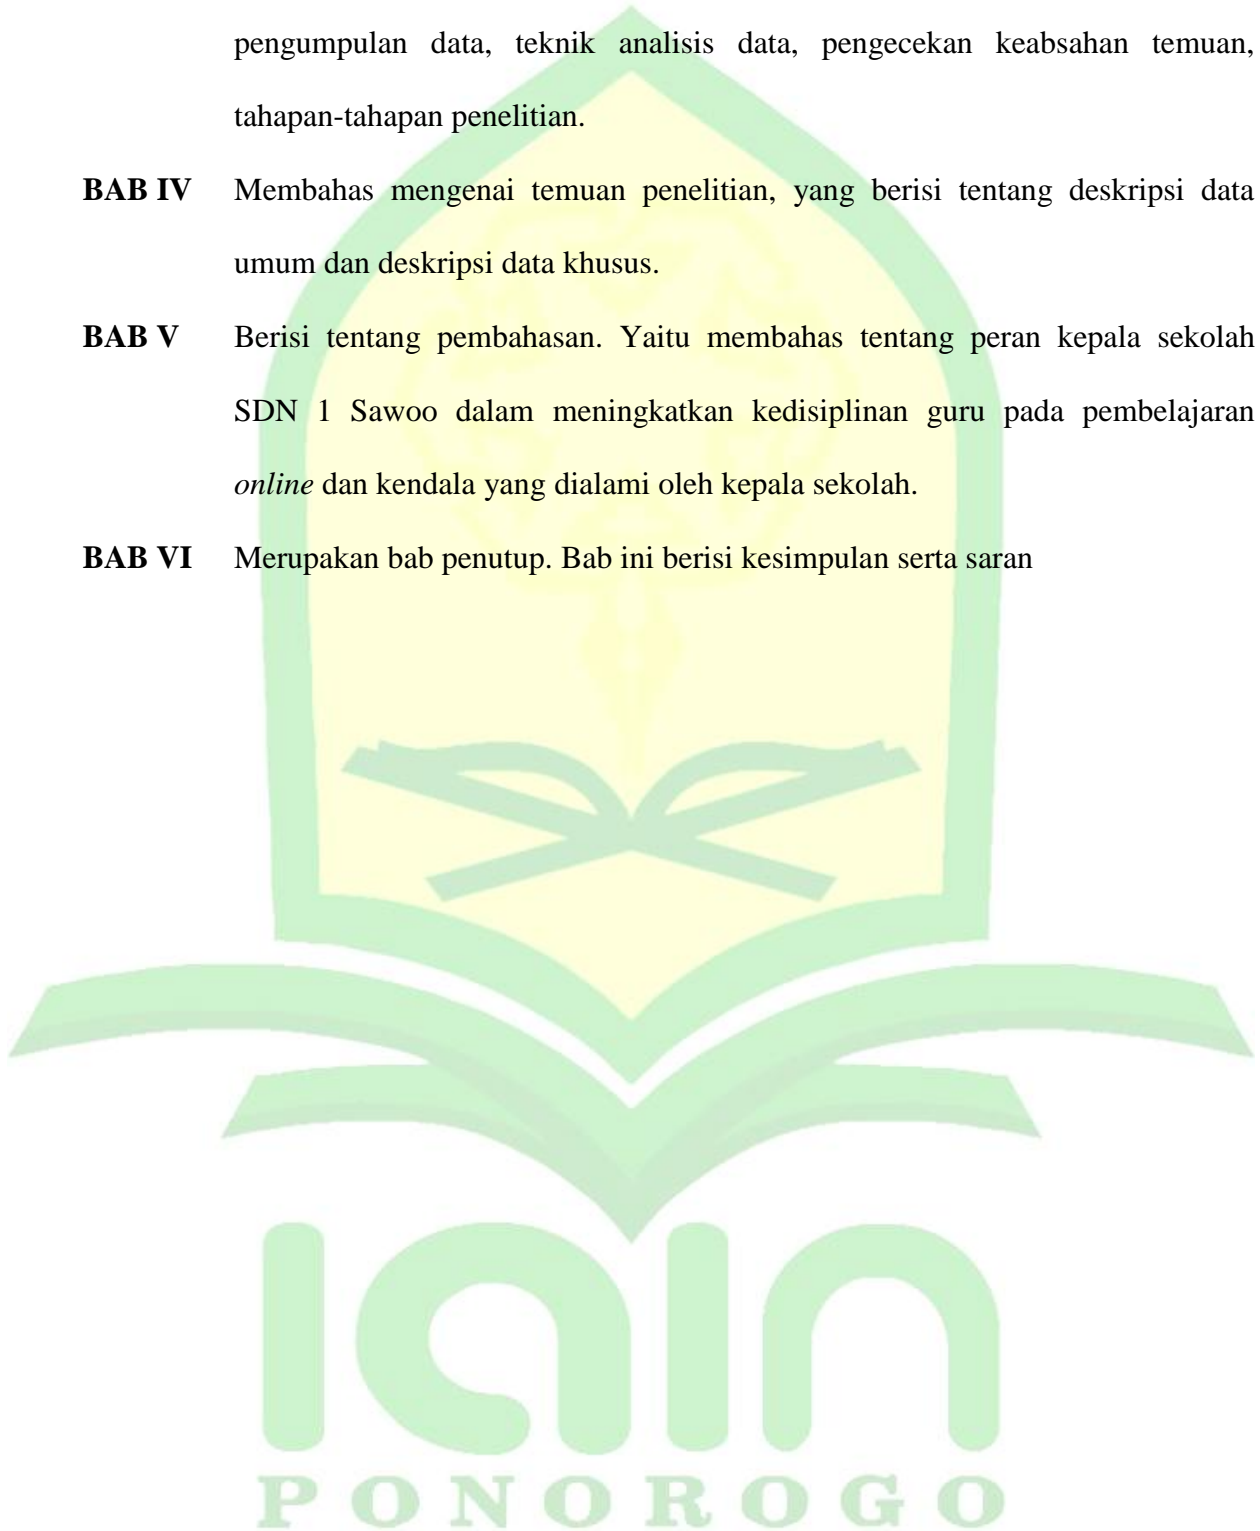 pengumpulan data, teknik analisis data, pengecekan keabsahan temuan,
tahapan-tahapan penelitian.
BAB IV Membahas mengenai temuan penelitian, yang berisi tentang deskripsi data
umum dan deskripsi data khusus.
BAB V Berisi tentang pembahasan. Yaitu membahas tentang peran kepala sekolah
SDN 1 Sawoo dalam meningkatkan kedisiplinan guru pada pembelajaran
online dan kendala yang dialami oleh kepala sekolah.
BAB VI Merupakan bab penutup. Bab ini berisi kesimpulan serta saran
iain
PONOROGO